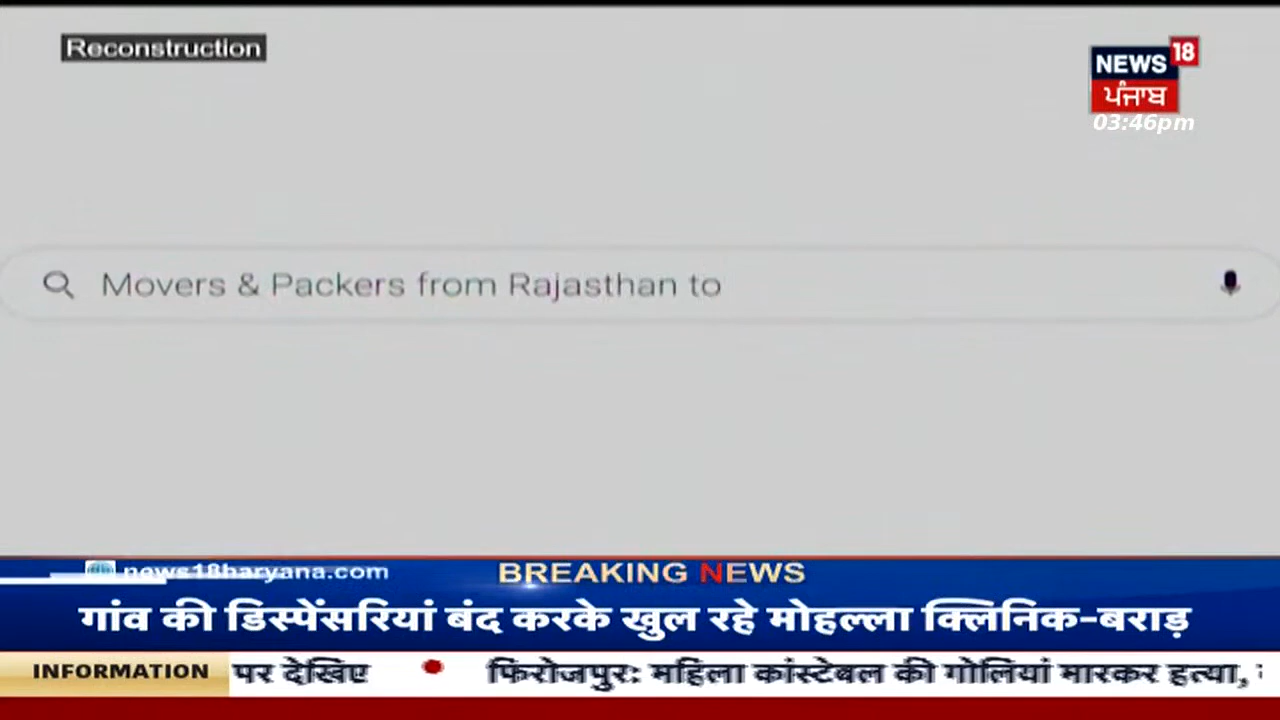 Reconstruction
NEWS 18
ਪੰਜਾਬ
03:46pm
Movers & Packers from Rajasthan to
news18haryana.com
BREAKING NEWS
गांव की डिस्पेंसरियां बंद करके खुल रहे मोहल्ला क्लिनिक-बराड़
INFORMATION
पर देखिए • फिरोजपुर: महिला कांस्टेबल की गोलियां मारकर हत्या,